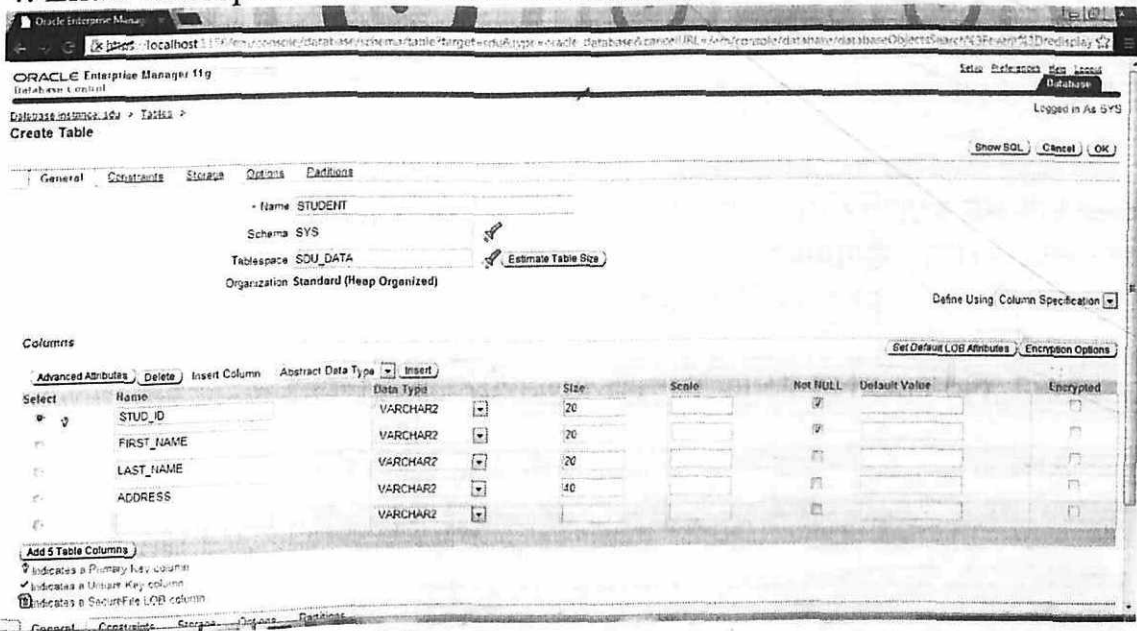 Oracle Enterprise Manag
https localhost
ORACLE Enterprise Manager 11g
Database Control
Setup Preferences Help Logout
Database
Database Instance: sdu > Tables >
Logged in As SYS
Create Table
Show SQL Cancel OK
General Constraints Storage Options Partitions
* Name STUDENT
Schema SYS
Tablespace SDU_DATA Estimate Table Size
Organization Standard (Heap Organized)
Define Using Column Specification
Columns
Set Default LOB Attributes Encryption Options
Advanced Attributes Delete Insert Column Abstract Data Type Insert
Select Name Data Type Size Scale Not NULL Default Value Encrypted
STUD_ID VARCHAR2 20
FIRST_NAME VARCHAR2 20
LAST_NAME VARCHAR2 20
ADDRESS VARCHAR2 40
VARCHAR2
Add 5 Table Columns
Indicates a Primary Key column
Indicates a Unique Key column
Indicates a SecureFile LOB column
General Constraints Storage Options Partitions